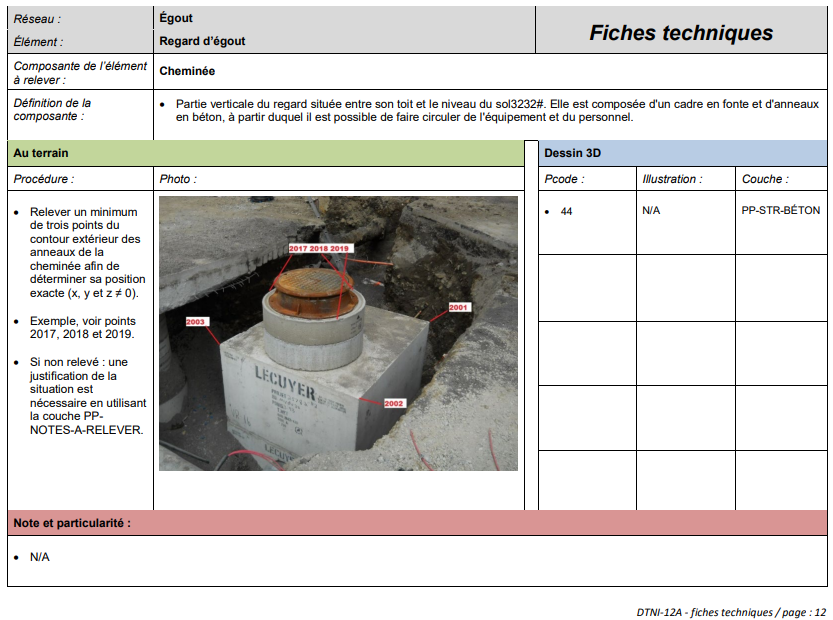 Réseau :
Égout
Élément :
Regard d'égout
Fiches techniques
Composante de l'élément
à relever :
Cheminée
Définition de la
composante :
• Partie verticale du regard située entre son toit et le niveau du sol3232#. Elle est composée d'un cadre en fonte et d'anneaux
en béton, à partir duquel il est possible de faire circuler de l'équipement et du personnel.
Au terrain
Dessin 3D
Procédure :
Photo :
Pcode :
Illustration :
Couche :
• Relever un minimum
de trois points du
contour extérieur des
anneaux de la
cheminée afin de
déterminer sa position
exacte (x, y et z ≠ 0).
• Exemple, voir points
2017, 2018 et 2019.
• Si non relevé : une
justification de la
situation est
nécessaire en utilisant
la couche PP-
NOTES-A-RELEVER.
2017 2018 2019
2001
2003
2002
LECUYER
LECUYER
• 44
N/A
PP-STR-BÉTON
Note et particularité :
• N/A
DTNI-12A - fiches techniques / page : 12